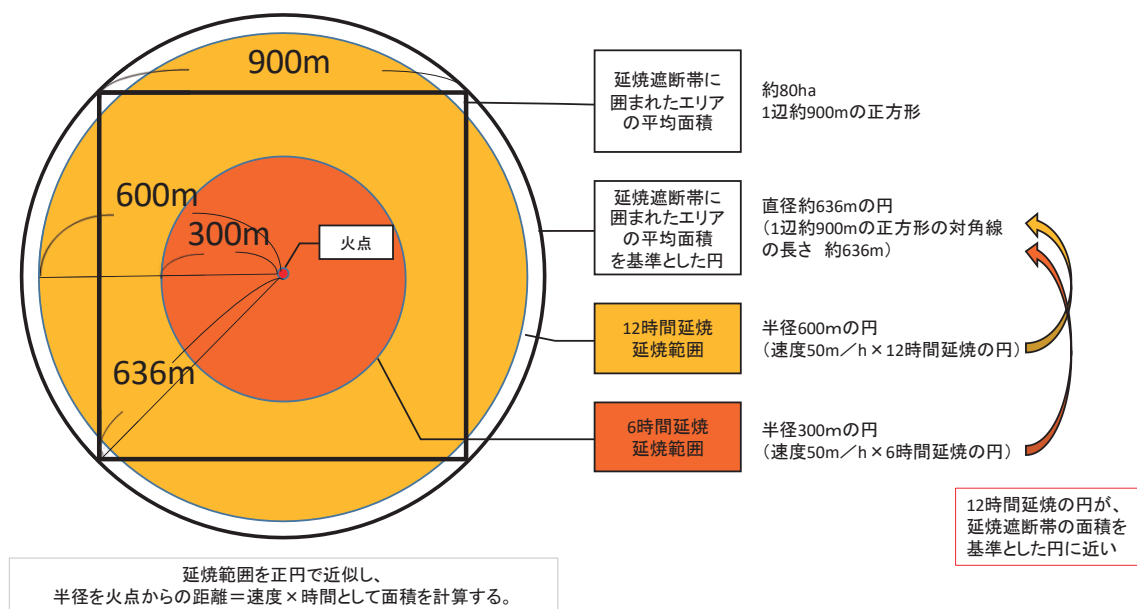 900m
600m
300m
火点
636m
延焼遮断帯に
囲まれたエリア
の平均面積
約80ha
1辺約900mの正方形
延焼遮断帯に
囲まれたエリア
の平均面積
を基準とした円
直径約636mの円
(1辺約900mの正方形の対角線
の長さ 約636m)
12時間延焼
延焼範囲
半径600mの円
(速度50m/h×12時間延焼の円)
6時間延焼
延焼範囲
半径300mの円
(速度50m/h×6時間延焼の円)
12時間延焼の円が、
延焼遮断帯の面積を
基準とした円に近い
延焼範囲を正円で近似し、
半径を火点からの距離=速度×時間として面積を計算する。